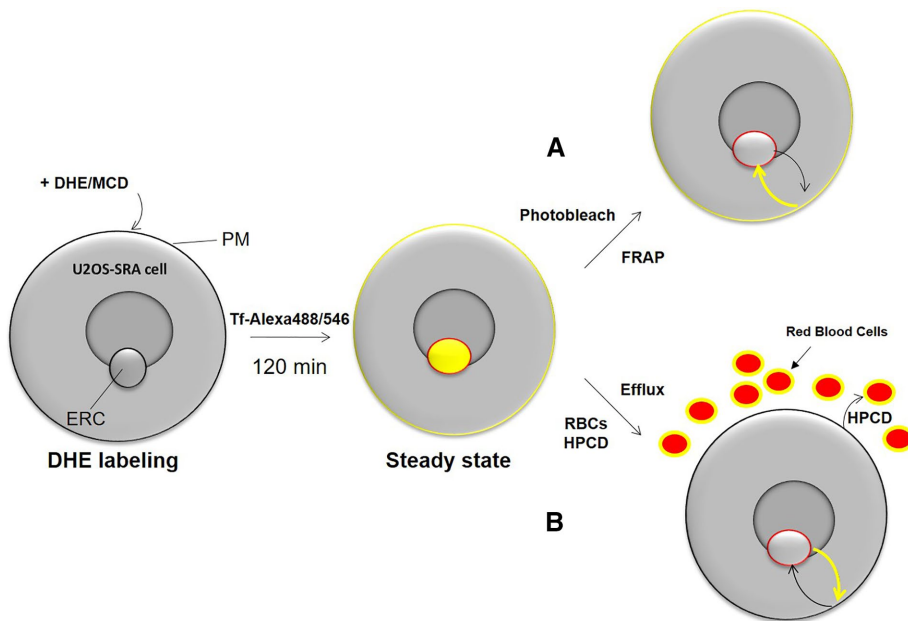 + DHE/MCD
PM
U2OS-SRA cell
ERC
DHE labeling
Tf-Alexa488/546
120 min
Steady state
A
Photobleach
FRAP
Efflux
RBCs
HPCD
B
Red Blood Cells
HPCD